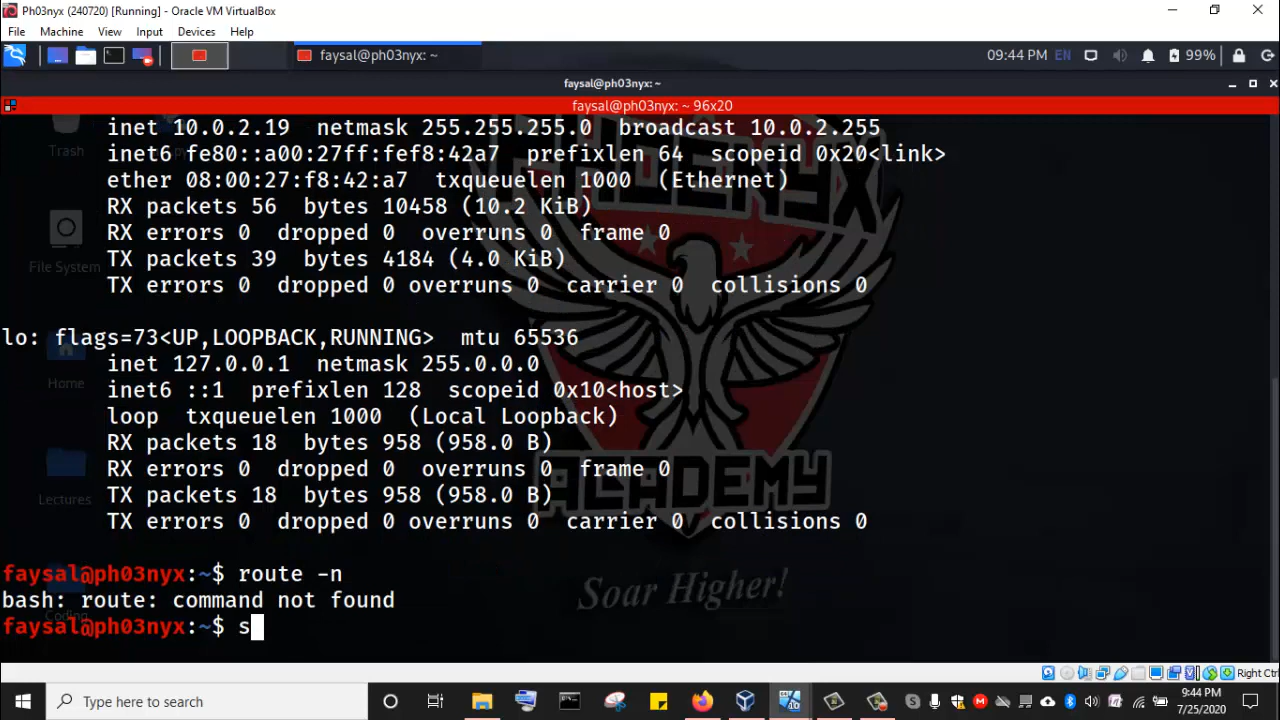 Ph03nyx (240720) [Running] - Oracle VM VirtualBox
File Machine View Input Devices Help
faysal@ph03nyx: ~
09:44 PM EN 99%
faysal@ph03nyx: ~
faysal@ph03nyx: ~ 96x20
inet 10.0.2.19 netmask 255.255.255.0 broadcast 10.0.2.255
inet6 fe80::a00:27ff:fef8:42a7 prefixlen 64 scopeid 0x20<link>
ether 08:00:27:f8:42:a7 txqueuelen 1000 (Ethernet)
RX packets 56 bytes 10458 (10.2 KiB)
RX errors 0 dropped 0 overruns 0 frame 0
TX packets 39 bytes 4184 (4.0 KiB)
TX errors 0 dropped 0 overruns 0 carrier 0 collisions 0
lo: flags=73<UP,LOOPBACK,RUNNING> mtu 65536
inet 127.0.0.1 netmask 255.0.0.0
inet6 ::1 prefixlen 128 scopeid 0x10<host>
loop txqueuelen 1000 (Local Loopback)
RX packets 18 bytes 958 (958.0 B)
RX errors 0 dropped 0 overruns 0 frame 0
TX packets 18 bytes 958 (958.0 B)
TX errors 0 dropped 0 overruns 0 carrier 0 collisions 0
faysal@ph03nyx:~$ route -n
bash: route: command not found
faysal@ph03nyx:~$ s
Trash
File System
Home
Lectures
Coding
PHOENYX
ACADEMY
Soar Higher!
Right Ctrl
Type here to search
9:44 PM
7/25/2020